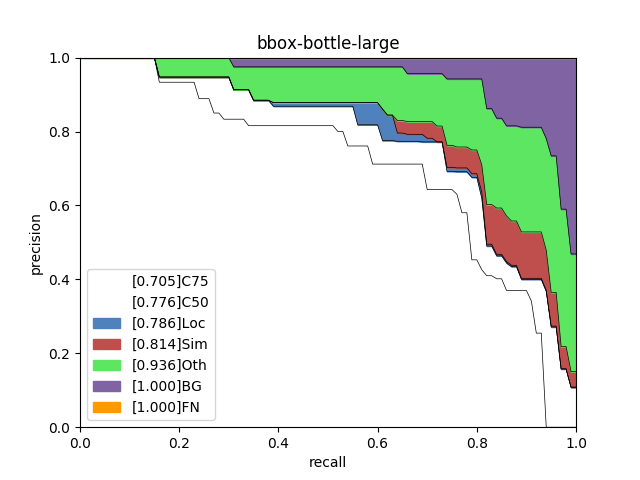 bbox-bottle-large
precision
1.0
0.8
0.6
0.4
0.2
0.0
[0.705]C75
[0.776]C50
[0.786]Loc
[0.814]Sim
[0.936]Oth
[1.000]BG
[1.000]FN
0.0 0.2 0.4 0.6 0.8 1.0
recall